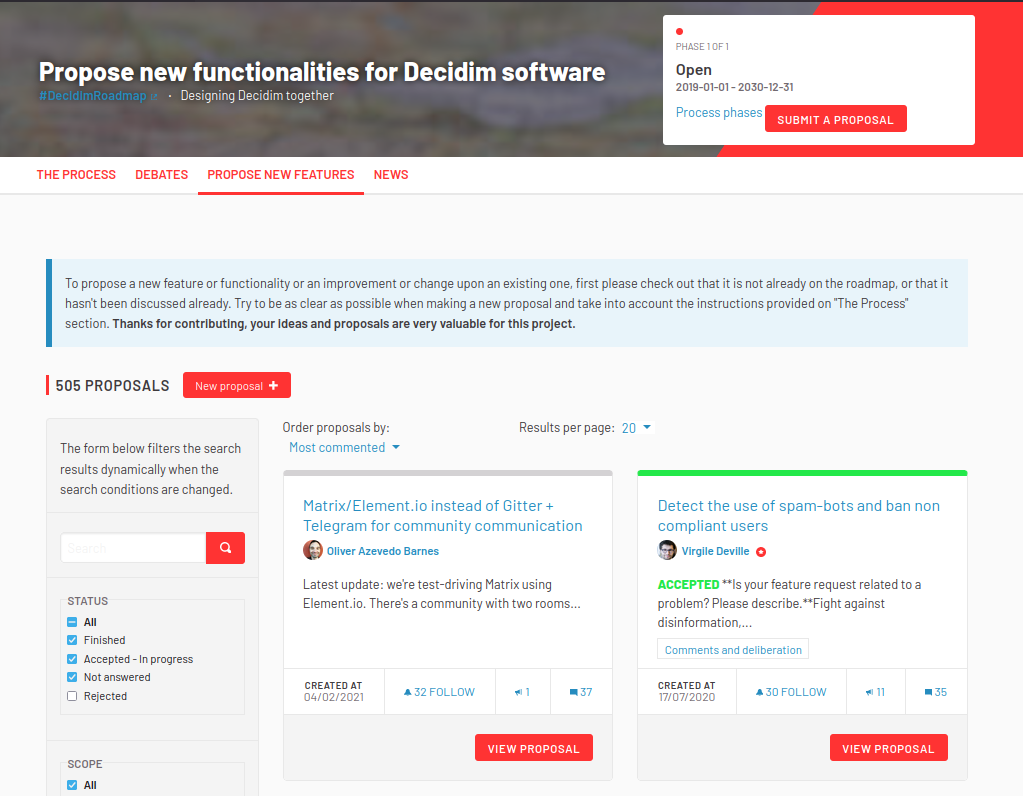 Propose new functionalities for Decidim software
#DecidimRoadmap · Designing Decidim together
PHASE 1 OF 1
Open
2019-01-01 - 2030-12-31
Process phases SUBMIT A PROPOSAL
THE PROCESS DEBATES PROPOSE NEW FEATURES NEWS
To propose a new feature or functionality or an improvement or change upon an existing one, first please check out that it is not already on the roadmap, or that it
hasn't been discussed already. Try to be as clear as possible when making a new proposal and take into account the instructions provided on "The Process"
section. Thanks for contributing, your ideas and proposals are very valuable for this project.
505 PROPOSALS New proposal
The form below filters the search
results dynamically when the
search conditions are changed.
Search
STATUS
All
Finished
Accepted - In progress
Not answered
Rejected
SCOPE
All
Order proposals by:
Most commented
Results per page: 20
Matrix/Element.io instead of Gitter +
Telegram for community communication
Oliver Azevedo Barnes
Latest update: we're test-driving Matrix using
Element.io. There's a community with two rooms...
CREATED AT
04/02/2021
32 FOLLOW
1
37
VIEW PROPOSAL
Detect the use of spam-bots and ban non
compliant users
Virgile Deville
ACCEPTED **Is your feature request related to a
problem? Please describe.**Fight against
disinformation,...
Comments and deliberation
CREATED AT
17/07/2020
30 FOLLOW
11
35
VIEW PROPOSAL